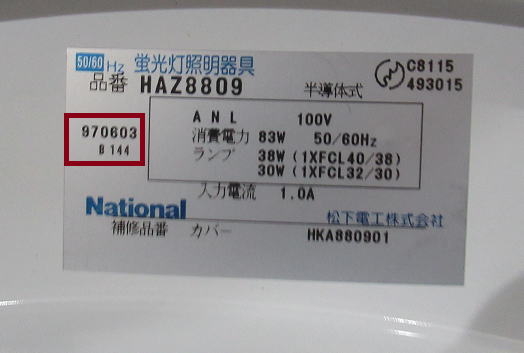 50/60 Hz 蛍光灯照明器具
品番 HAZ8809 半導体式
C8115
493015
970603
B 144
ANL 100V
消費電力 83W 50/60Hz
ランプ 38W (1XFCL40/38)
30W (1XFCL32/30)
入力電流 1.0A
National 松下電工株式会社
補修品番 カバー HKA880901